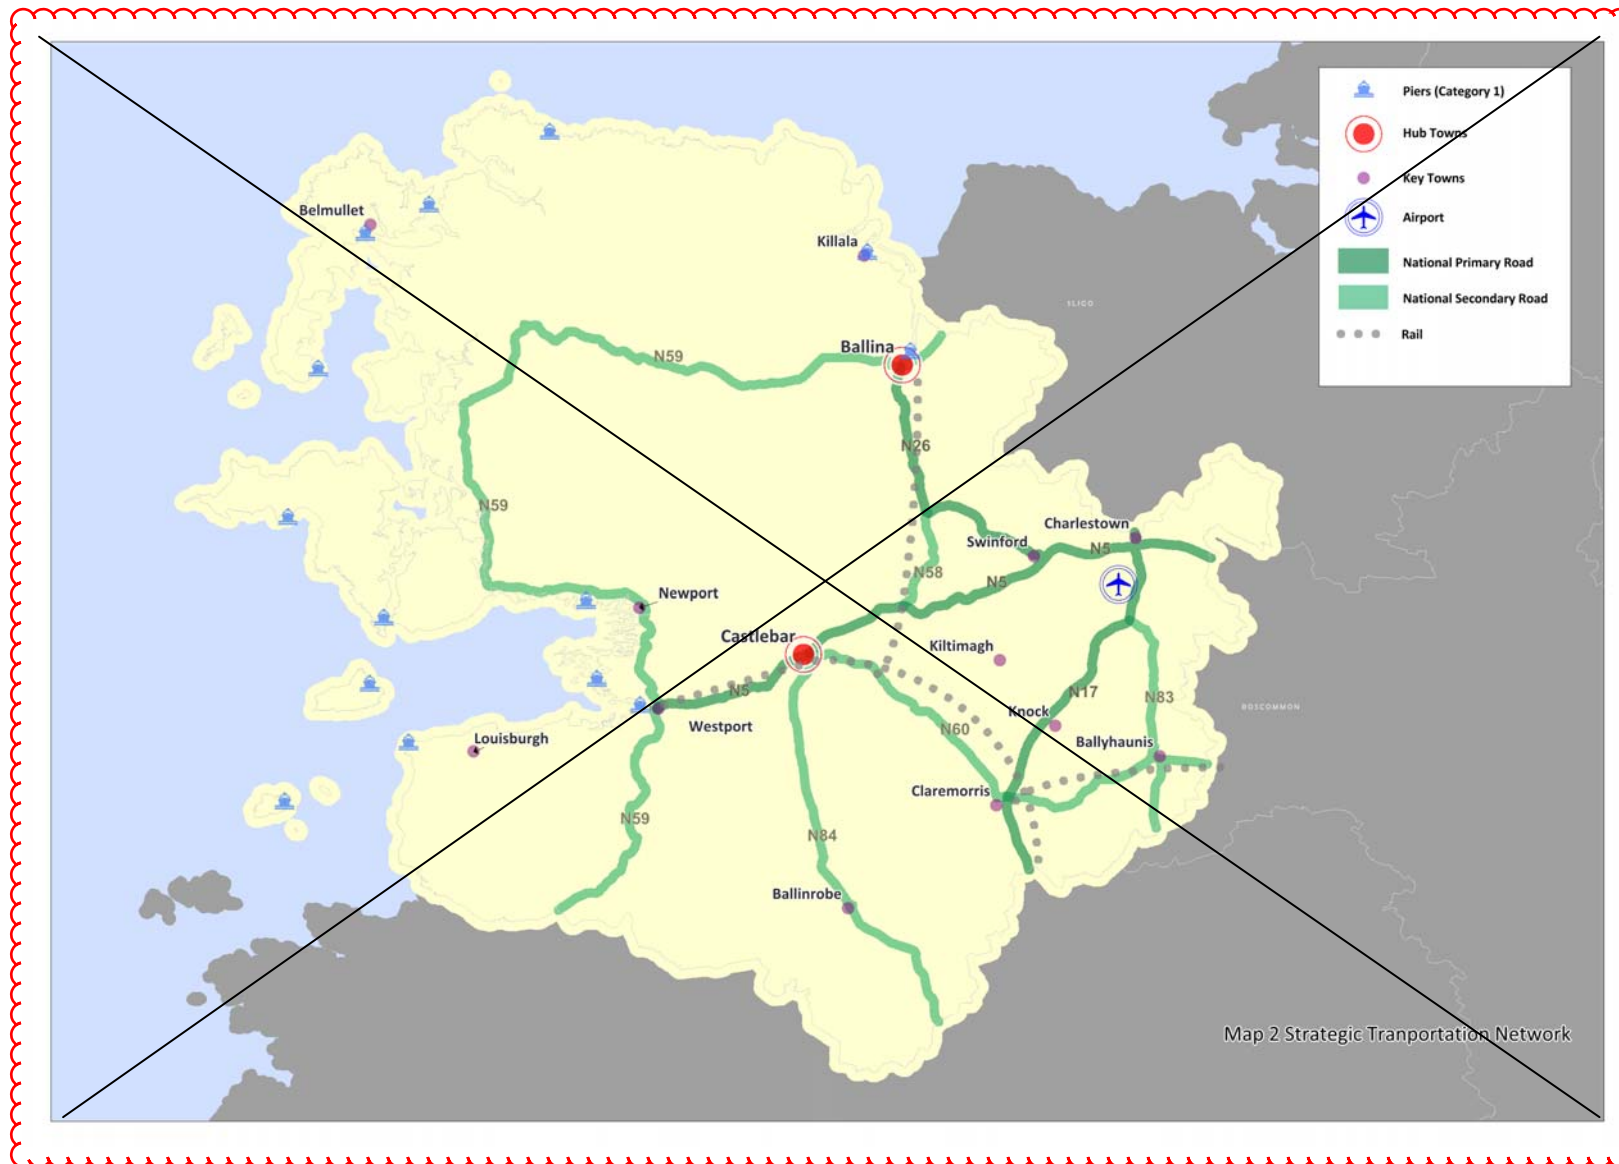 Piers (Category 1)
Hub Towns
Key Towns
Airport
National Primary Road
National Secondary Road
Rail
Belmullet
Killala
SLIGO
Ballina
N59
N26
N59
Charlestown
Swinford
N5
N58
N5
Newport
Castlebar
Kiltimagh
N5
N17
N83
Knock
ROSCOMMON
Westport
N60
Louisburgh
Ballyhaunis
Claremorris
N59
N84
Ballinrobe
Map 2 Strategic Tranportation Network